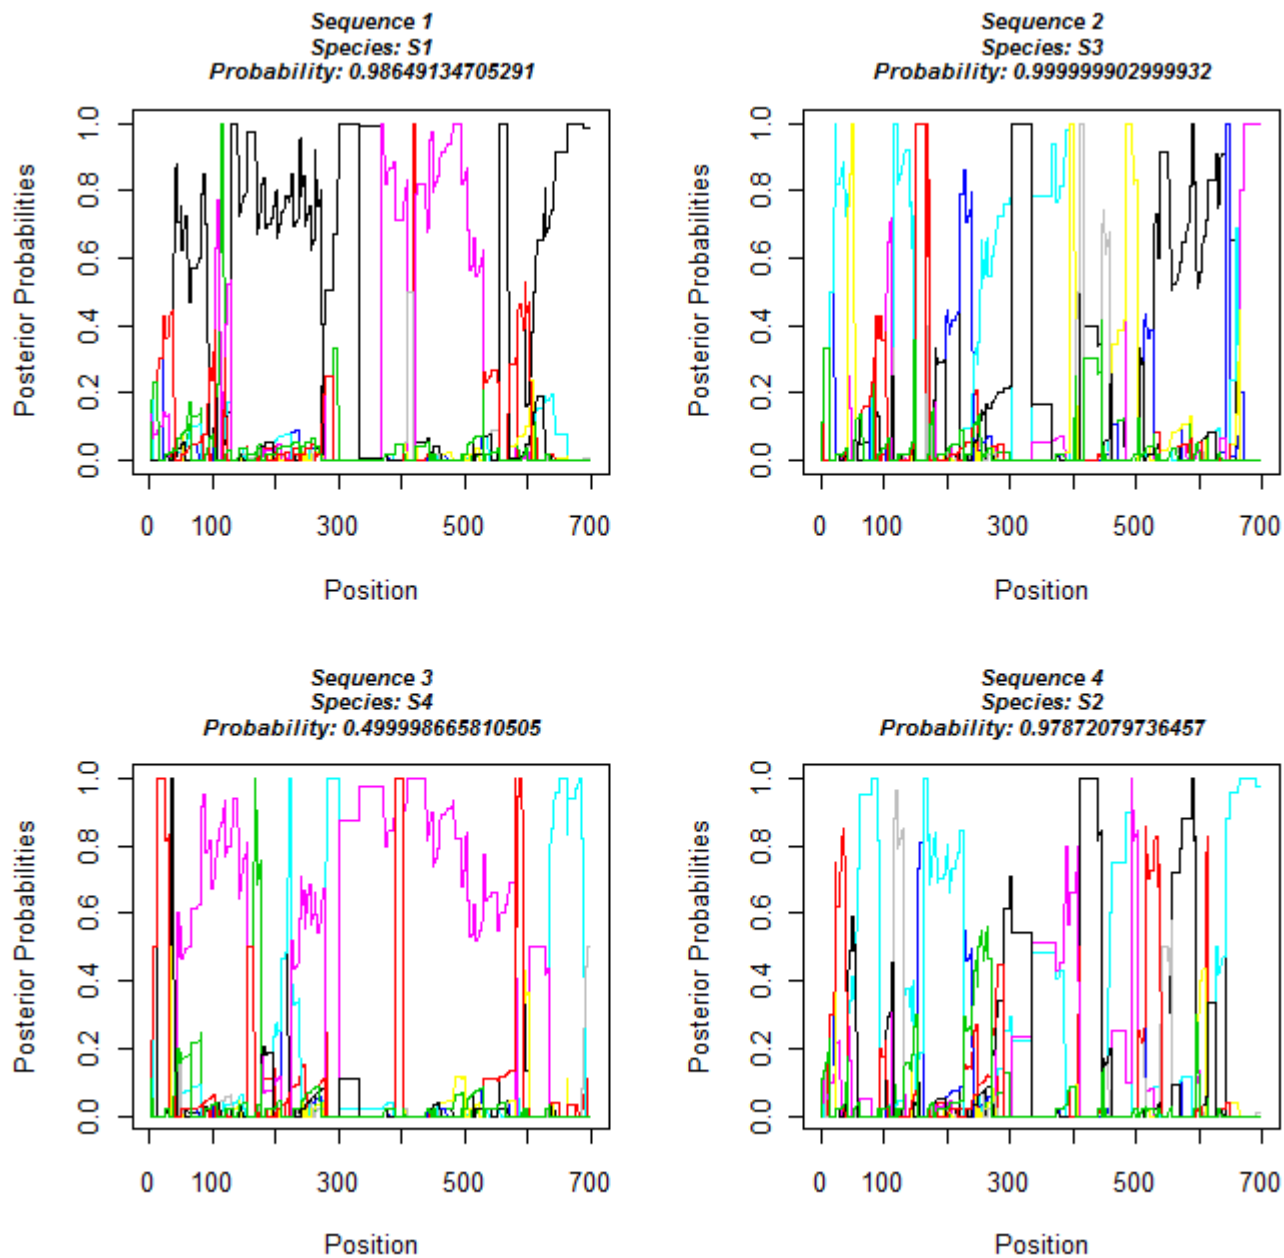 Sequence 1
Species: S1
Probability: 0.98649134705291
Posterior Probabilities
1.0
0.8
0.6
0.4
0.2
0.0
0 100 300 500 700
Position
Sequence 2
Species: S3
Probability: 0.999999902999932
Posterior Probabilities
1.0
0.8
0.6
0.4
0.2
0.0
0 100 300 500 700
Position
Sequence 3
Species: S4
Probability: 0.499998665810505
Posterior Probabilities
1.0
0.8
0.6
0.4
0.2
0.0
0 100 300 500 700
Position
Sequence 4
Species: S2
Probability: 0.97872079736457
Posterior Probabilities
1.0
0.8
0.6
0.4
0.2
0.0
0 100 300 500 700
Position